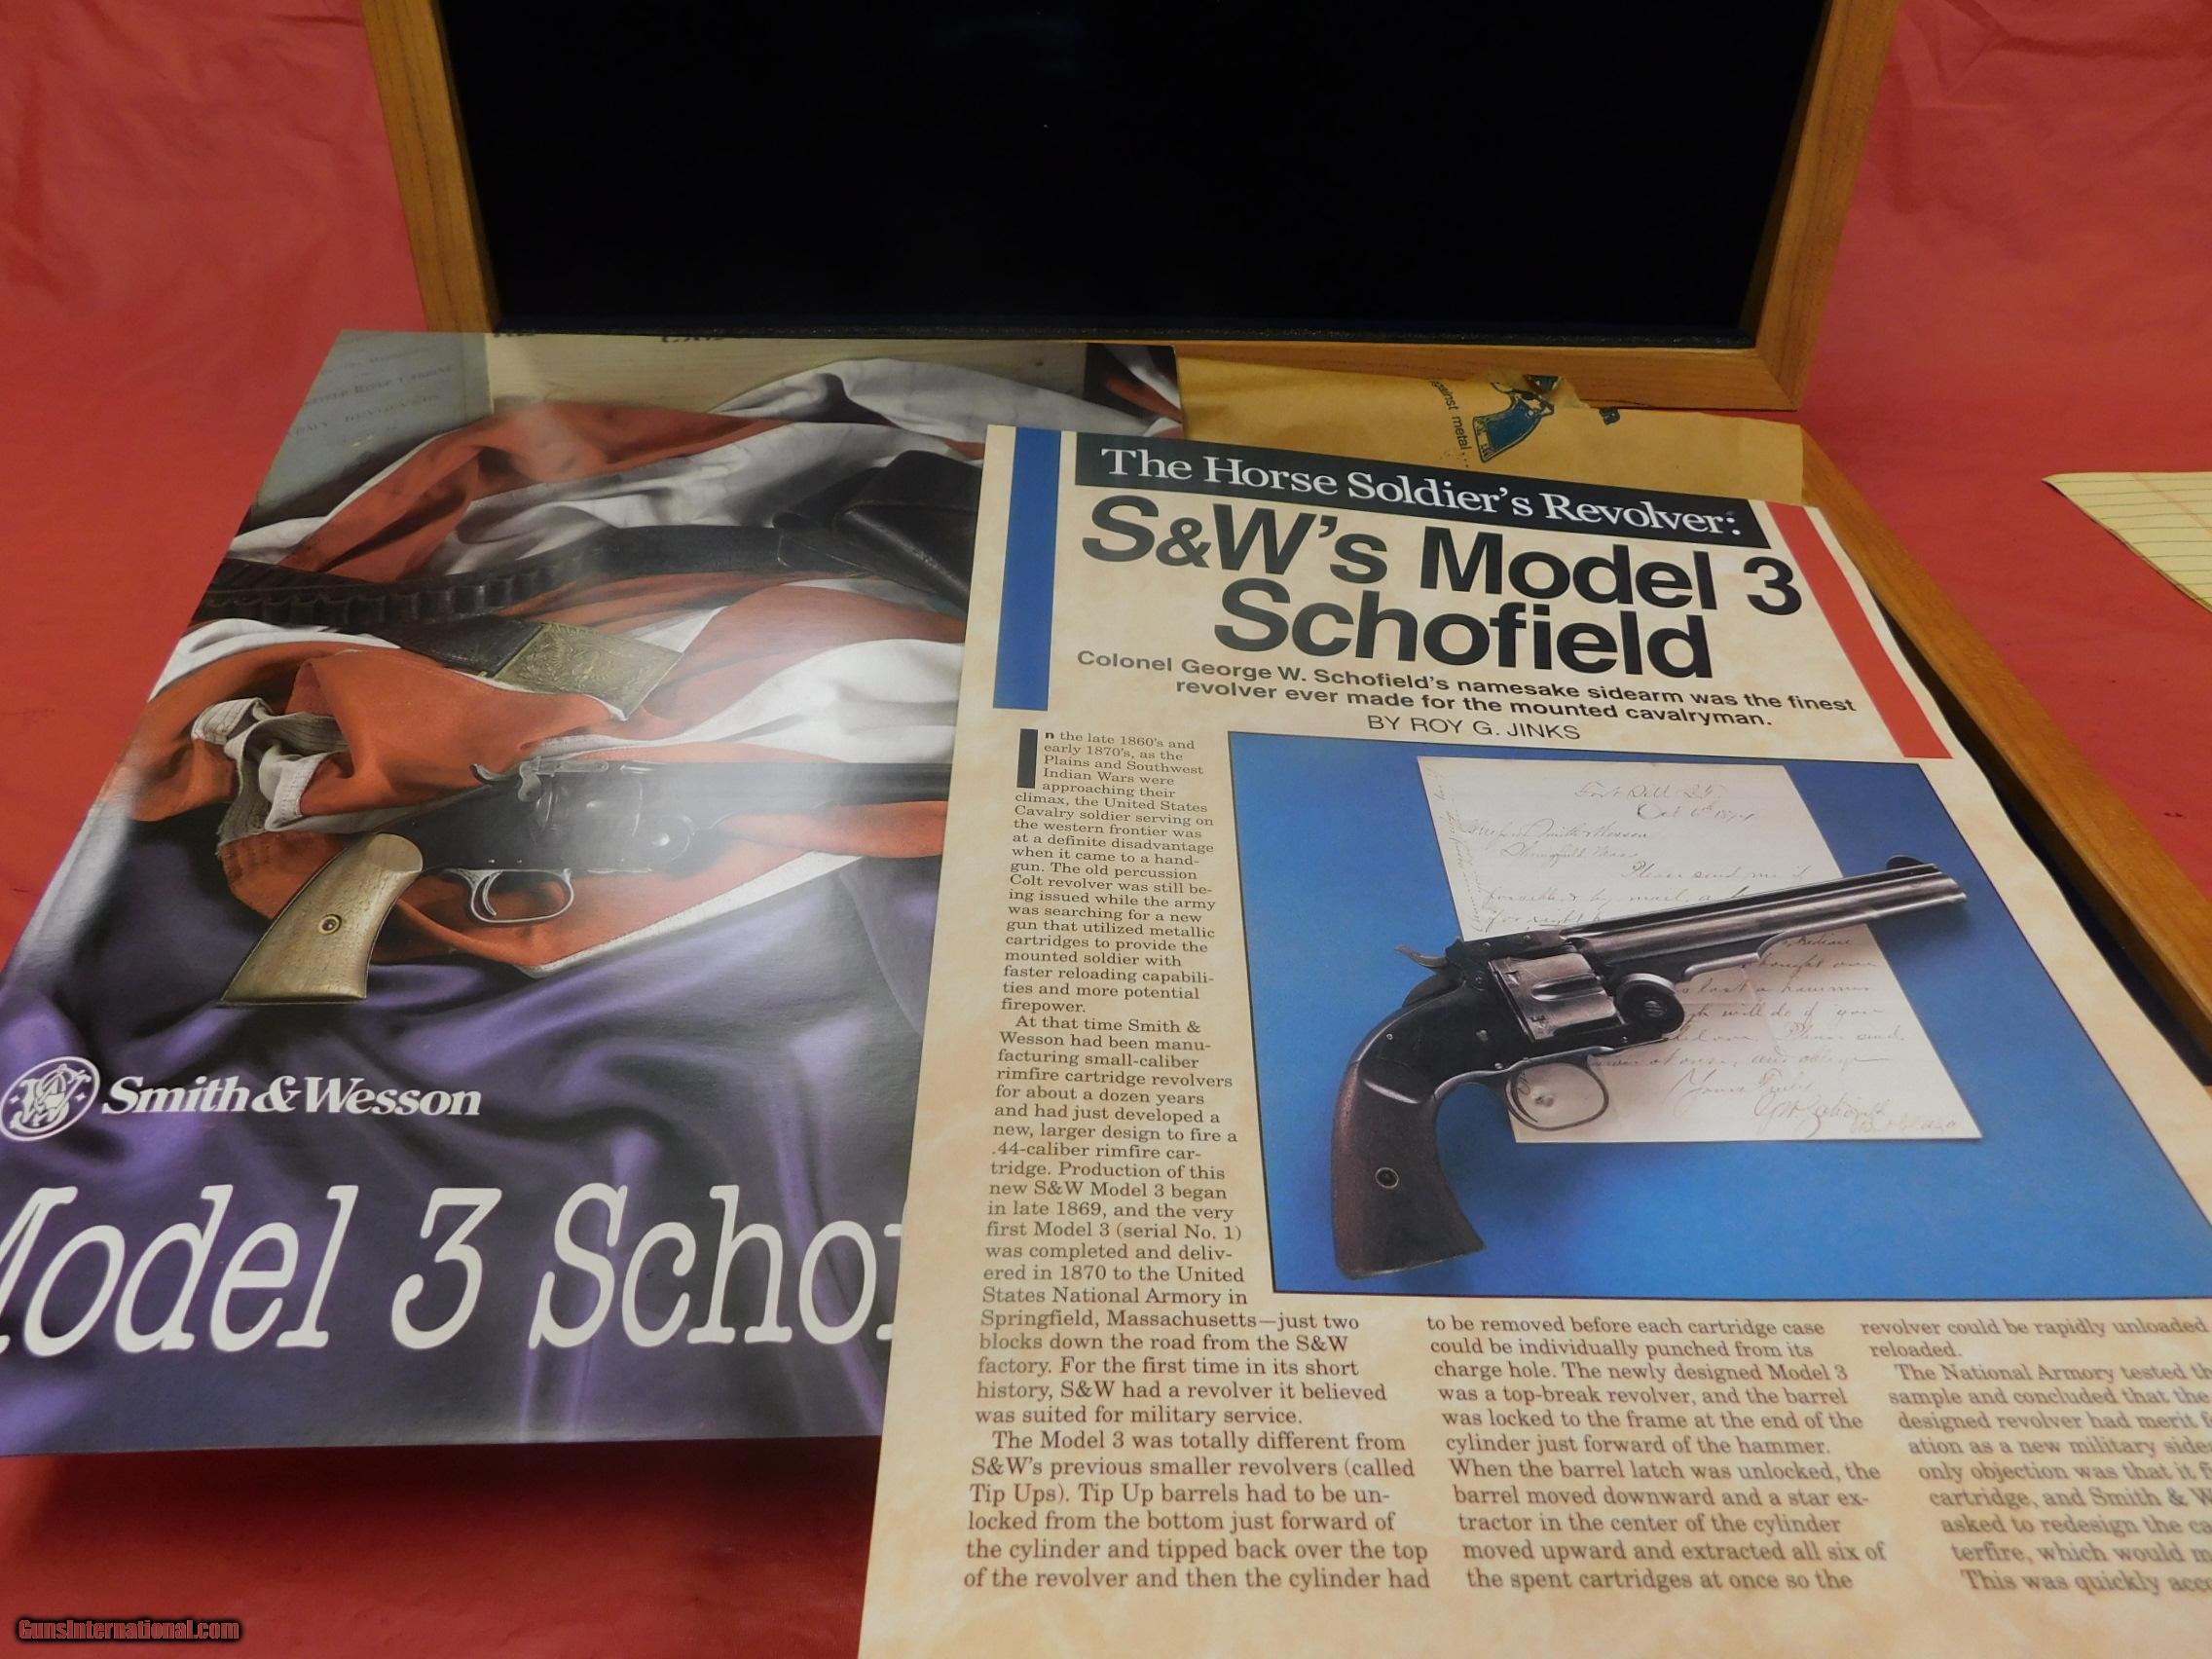 Smith & Wesson
Model 3 Scho
against metal
The Horse Soldier's Revolver:
S&W's Model 3
Schofield
Colonel George W. Schofield's namesake sidearm was the finest
revolver ever made for the mounted cavalryman.
BY ROY G. JINKS
In the late 1860's and
early 1870's, as the
Plains and Southwest
Indian Wars were
approaching their
climax, the United States
Cavalry soldier serving on
the western frontier was
at a definite disadvantage
when it came to a hand-
gun. The old percussion
Colt revolver was still be-
ing issued while the army
was searching for a new
gun that utilized metallic
cartridges to provide the
mounted soldier with
faster reloading capabili-
ties and more potential
firepower.
At that time Smith &
Wesson had been manu-
facturing small-caliber
rimfire cartridge revolvers
for about a dozen years
and had just developed a
new, larger design to fire a
.44-caliber rimfire car-
tridge. Production of this
new S&W Model 3 began
in late 1869, and the very
first Model 3 (serial No. 1)
was completed and deliv-
ered in 1870 to the United
States National Armory in
Springfield, Massachusetts—just two
blocks down the road from the S&W
factory. For the first time in its short
history, S&W had a revolver it believed
was suited for military service.
The Model 3 was totally different from
S&W's previous smaller revolvers (called
Tip Ups). Tip Up barrels had to be un-
locked from the bottom just forward of
the cylinder and tipped back over the top
of the revolver and then the cylinder had
to be removed before each cartridge case
could be individually punched from its
charge hole. The newly designed Model 3
was a top-break revolver, and the barrel
was locked to the frame at the end of the
cylinder just forward of the hammer.
When the barrel latch was unlocked, the
barrel moved downward and a star ex-
tractor in the center of the cylinder
moved upward and extracted all six of
the spent cartridges at once so the
revolver could be rapidly unloaded
reloaded.
The National Armory tested th
sample and concluded that the
designed revolver had merit f
ation as a new military side
only objection was that it fi
cartridge, and Smith & W
asked to redesign the ca
terfire, which would m
This was quickly acc
GunsInternational.com